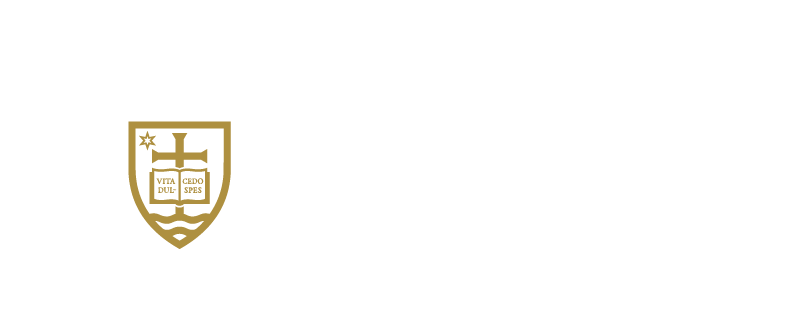 VITA CEDO
DUL- SPES